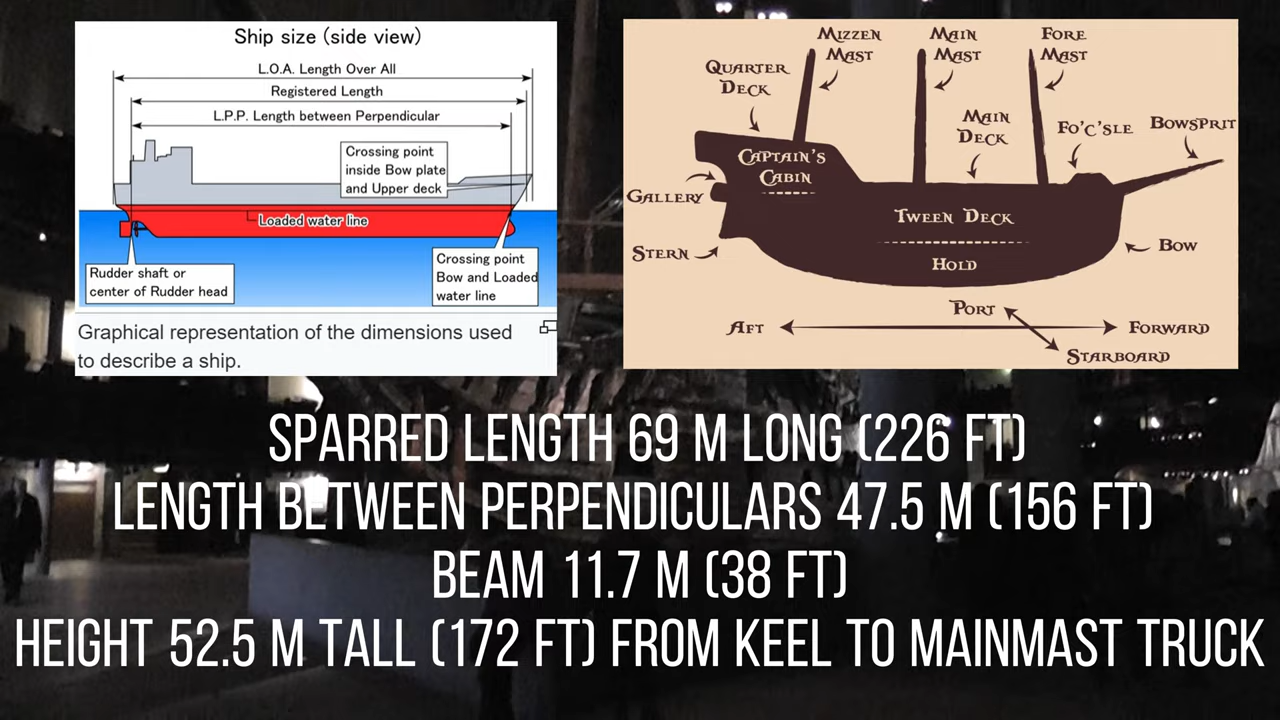 Ship size (side view)
L.O.A. Length Over All
Registered Length
L.P.P. Length between Perpendicular
Crossing point
inside Bow plate
and Upper deck
Loaded water line
Rudder shaft or
center of Rudder head
Crossing point
Bow and Loaded
water line
Graphical representation of the dimensions used
to describe a ship.
MIZZEN
MAST
MAIN
MAST
FORE
MAST
QUARTER
DECK
MAIN
DECK
FO'C'SLE
BOWSPRIT
CAPTAIN'S
CABIN
GALLERY
TWEEN DECK
STERN
BOW
HOLD
PORT
AFT
FORWARD
STARBOARD
SPARRED LENGTH 69 M LONG (226 FT)
LENGTH BETWEEN PERPENDICULARS 47.5 M (156 FT)
BEAM 11.7 M (38 FT)
HEIGHT 52.5 M TALL (172 FT) FROM KEEL TO MAINMAST TRUCK